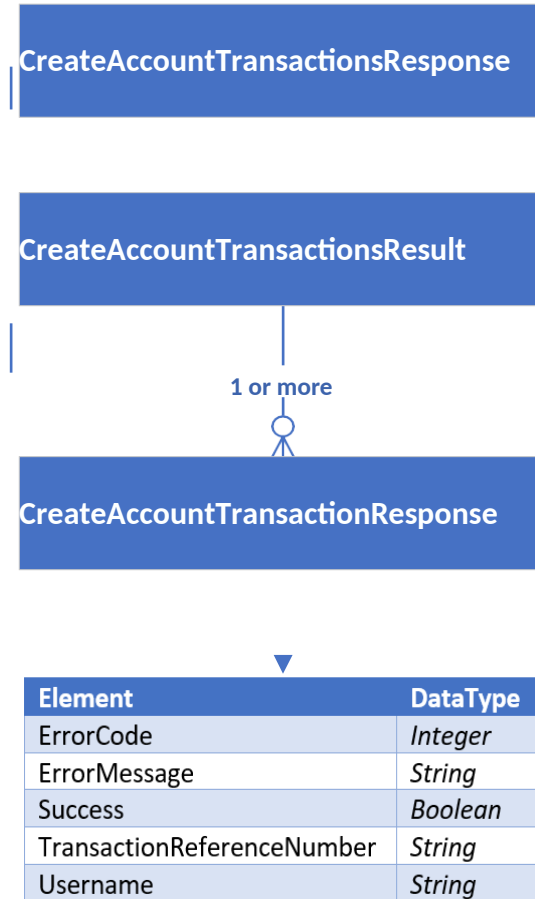 CreateAccountTransactionsResponse
CreateAccountTransactionsResult
1 or more
CreateAccountTransactionResponse
Element DataType
ErrorCode Integer
ErrorMessage String
Success Boolean
TransactionReferenceNumber String
Username String